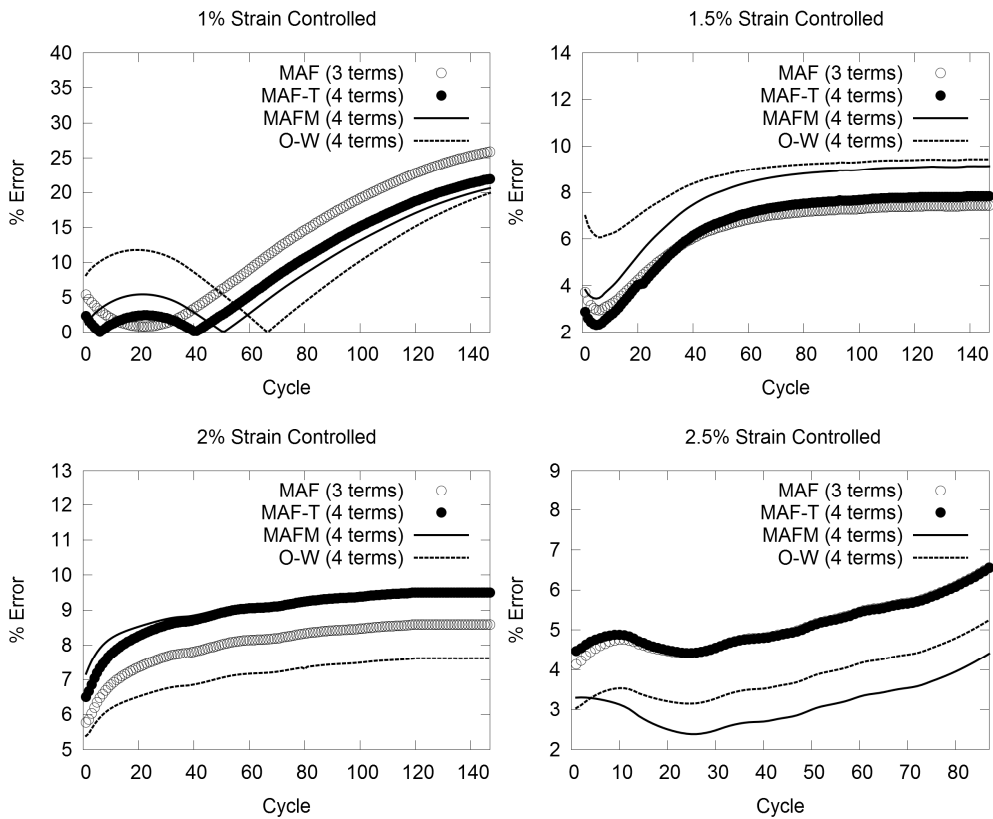 1% Strain Controlled
40
35
30
25
20
15
10
5
0
% Error
MAF (3 terms)
MAF-T (4 terms)
MAFM (4 terms)
O-W (4 terms)
0 20 40 60 80 100 120 140
Cycle
1.5% Strain Controlled
14
12
10
8
6
4
2
% Error
MAF (3 terms)
MAF-T (4 terms)
MAFM (4 terms)
O-W (4 terms)
0 20 40 60 80 100 120 140
Cycle
2% Strain Controlled
13
12
11
10
9
8
7
6
5
% Error
MAF (3 terms)
MAF-T (4 terms)
MAFM (4 terms)
O-W (4 terms)
0 20 40 60 80 100 120 140
Cycle
2.5% Strain Controlled
9
8
7
6
5
4
3
2
% Error
MAF (3 terms)
MAF-T (4 terms)
MAFM (4 terms)
O-W (4 terms)
0 10 20 30 40 50 60 70 80
Cycle